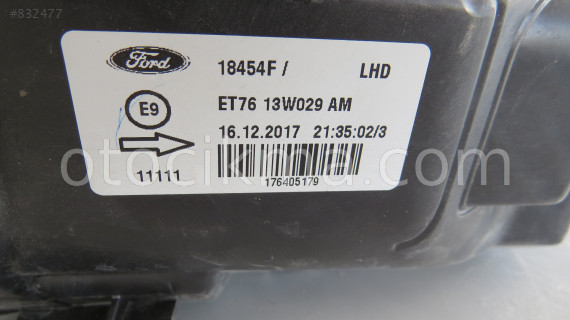 #832477
Ford
18454F / LHD
E9
ET76 13W029 AM
16.12.2017 21:35:02/3
11111
176405179
otocikma.com